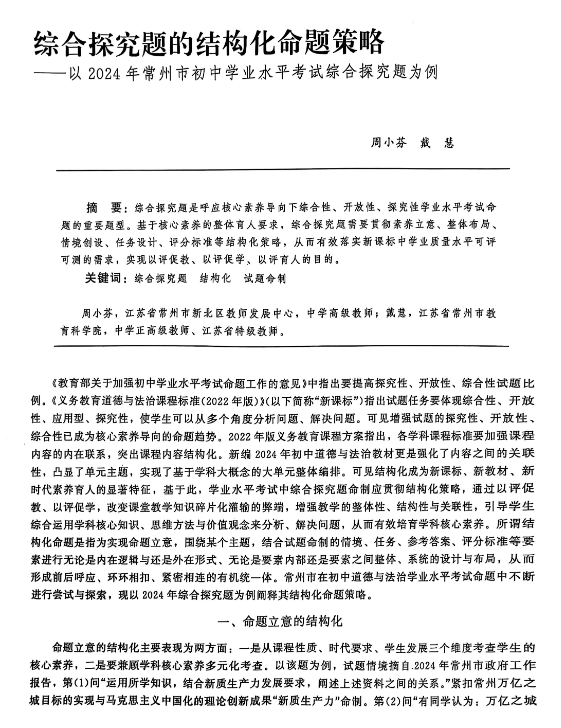 综合探究题的结构化命题策略
——以 2024 年常州市初中学业水平考试综合探究题为例
周小芬 戴 慧
摘 要：综合探究题是呼应核心素养导向下综合性、开放性、探究性学业水平考试命
题的重要题型。基于核心素养的整体育人要求，综合探究题需要贯彻素养立意、整体布局、
情境创设、任务设计、评分标准等结构化策略，从而有效落实新课标中学业质量水平可评
可测的需求，实现以评促教、以评促学、以评育人的目的。
关键词：综合探究题 结构化 试题命制
周小芬，江苏省常州市新北区教师发展中心，中学高级教师；戴慧，江苏省常州市教
育科学院，中学正高级教师、江苏省特级教师。
《教育部关于加强初中学业水平考试命题工作的意见》中指出要提高探究性、开放性、综合性试题比
例。《义务教育道德与法治课程标准(2022 年版)》(以下简称“新课标”)指出试题任务要体现综合性、开放
性、应用型、探究性，使学生可以从多个角度分析问题、解决问题。可见增强试题的探究性、开放性、
综合性已成为核心素养导向的命题趋势。2022 年版义务教育课程方案指出，各学科课程标准要加强课程
内容的内在联系，突出课程内容结构化。新编 2024 年初中道德与法治教材更是强化了内容之间的关联
性，凸显了单元主题，实现了基于学科大概念的大单元整体编排。可见结构化成为新课标、新教材、新
时代素养育人的显著特征，基于此，学业水平考试中综合探究题命制应贯彻结构化策略，通过以评促
教、以评促学，改变课堂教学知识碎片化灌输的弊端，增强教学的整体性、结构性与关联性，引导学生
综合运用学科核心知识、思维方法与价值观念来分析、解决问题，从而有效培育学科核心素养。所谓结
构化命题是指为实现命题立意，围绕某个主题，结合试题命制的情境、任务、参考答案、评分标准等要
素进行无论是内在逻辑与还是外在形式、无论是要素内部还是要素之间整体、系统的设计与布局，从而
形成前后呼应、环环相扣、紧密相连的有机统一体。常州市在初中道德与法治学业水平考试命题中不断
进行尝试与探索，现以 2024 年综合探究题为例阐释其结构化命题策略。
一、命题立意的结构化
命题立意的结构化主要表现为两方面：一是从课程性质、时代要求、学生发展三个维度考查学生的
核心素养，二是要兼顾学科核心素养多元化考查。以该题为例，试题情境摘自 2024 年常州市政府工作
报告，第(1)问“运用所学知识，结合新质生产力发展要求，阐述上述资料之间的关系。”紧扣常州万亿之
城目标的实现与马克思主义中国化的理论创新成果“新质生产力”命制。第(2)问“有同学认为：万亿之城